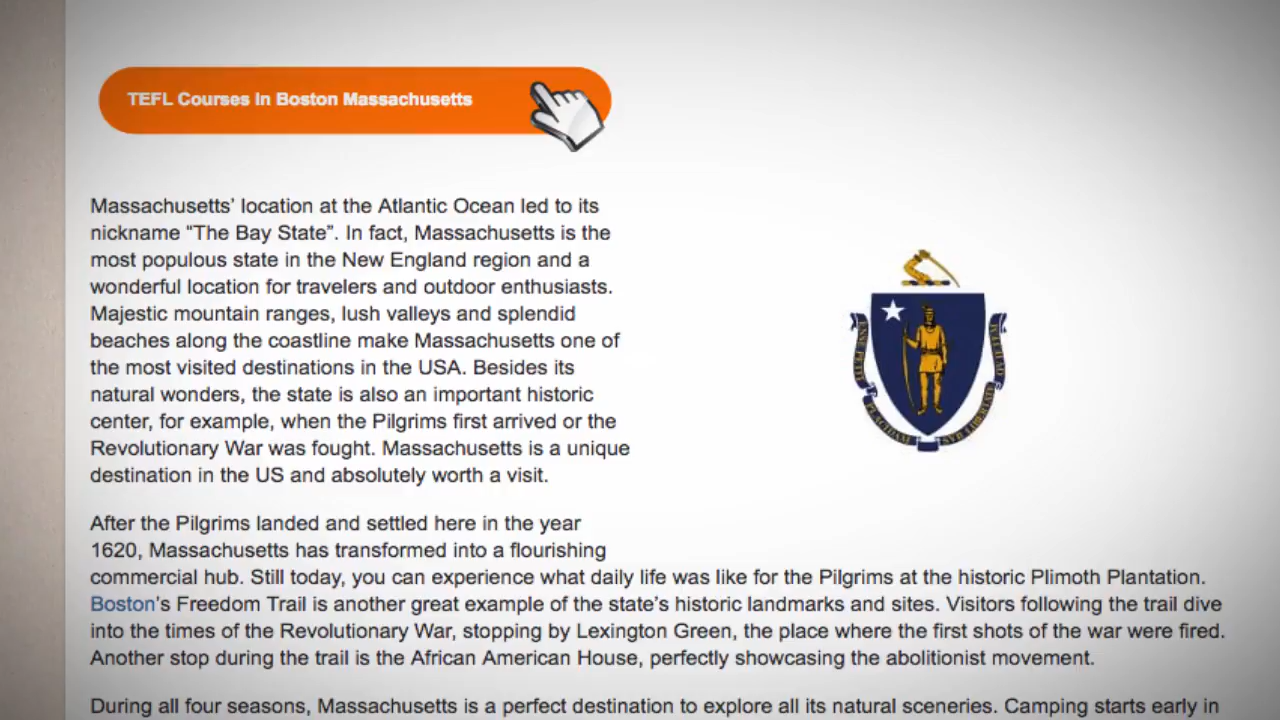 TEFL Courses in Boston Massachusetts
Massachusetts’ location at the Atlantic Ocean led to its
nickname “The Bay State”. In fact, Massachusetts is the
most populous state in the New England region and a
wonderful location for travelers and outdoor enthusiasts.
Majestic mountain ranges, lush valleys and splendid
beaches along the coastline make Massachusetts one of
the most visited destinations in the USA. Besides its
natural wonders, the state is also an important historic
center, for example, when the Pilgrims first arrived or the
Revolutionary War was fought. Massachusetts is a unique
destination in the US and absolutely worth a visit.
After the Pilgrims landed and settled here in the year
1620, Massachusetts has transformed into a flourishing
commercial hub. Still today, you can experience what daily life was like for the Pilgrims at the historic Plimoth Plantation.
Boston’s Freedom Trail is another great example of the state’s historic landmarks and sites. Visitors following the trail dive
into the times of the Revolutionary War, stopping by Lexington Green, the place where the first shots of the war were fired.
Another stop during the trail is the African American House, perfectly showcasing the abolitionist movement.
During all four seasons, Massachusetts is a perfect destination to explore all its natural sceneries. Camping starts early in